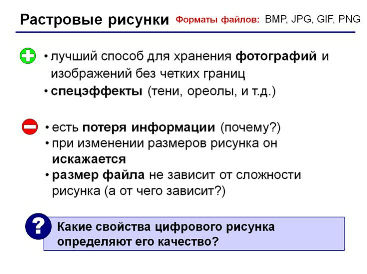 Растровые рисунки Форматы файлов: BMP, JPG, GIF, PNG
• лучший способ для хранения фотографий и
изображений без четких границ
• спецэффекты (тени, ореолы, и т.д.)
• есть потеря информации (почему?)
• при изменении размеров рисунка он
искажается
• размер файла не зависит от сложности
рисунка (а от чего зависит?)
? Какие свойства цифрового рисунка
определяют его качество?